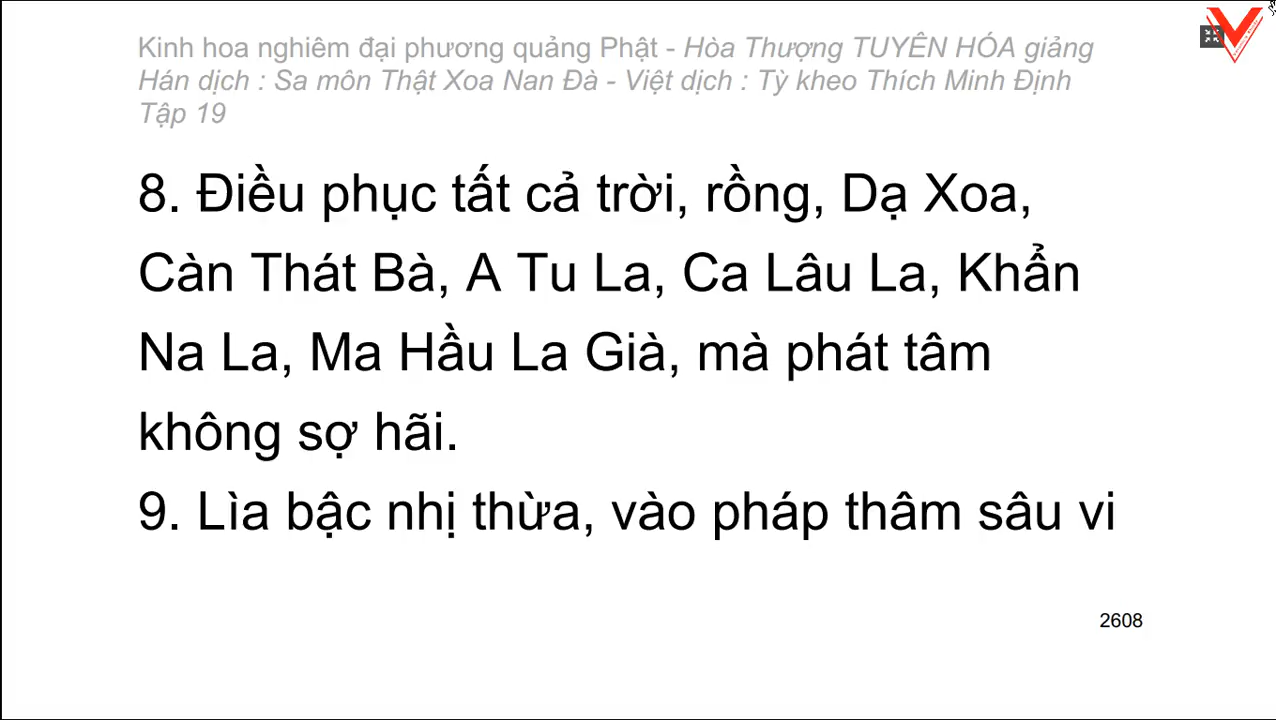 Kinh hoa nghiêm đại phương quảng Phật - Hòa Thượng TUYÊN HÓA giảng
Hán dịch : Sa môn Thật Xoa Nan Đà - Việt dịch : Tỳ kheo Thích Minh Định
Tập 19
8. Điều phục tất cả trời, rồng, Dạ Xoa,
Càn Thát Bà, A Tu La, Ca Lâu La, Khẩn
Na La, Ma Hầu La Già, mà phát tâm
không sợ hãi.
9. Lìa bậc nhị thừa, vào pháp thâm sâu vi
2608